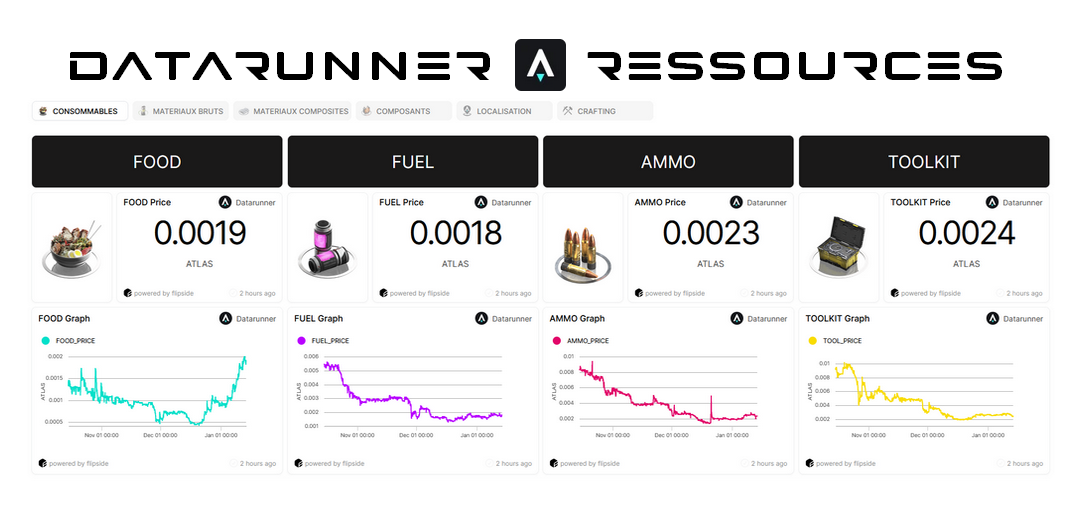 DATARUNNER RESSOURCES
CONSOMMABLES MATERIAUX BRUTS MATERIAUX COMPOSITES COMPOSANTS LOCALISATION CRAFTING
FOOD FUEL AMMO TOOLKIT
FOOD Price Datarunner FUEL Price Datarunner AMMO Price Datarunner TOOLKIT Price Datarunner
0.0019 0.0018 0.0023 0.0024
ATLAS ATLAS ATLAS ATLAS
powered by flipside 2 hours ago powered by flipside 2 hours ago powered by flipside 2 hours ago powered by flipside 2 hours ago
FOOD Graph Datarunner FUEL Graph Datarunner AMMO Graph Datarunner TOOLKIT Graph Datarunner
FOOD_PRICE FUEL_PRICE AMMO_PRICE TOOL_PRICE
ATLAS
0.002
0.0015
0.001
0.0005
Nov 01 00:00 Dec 01 00:00 Jan 01 00:00
ATLAS
0.006
0.005
0.004
0.003
0.002
0.001
Nov 01 00:00 Dec 01 00:00 Jan 01 00:00
ATLAS
0.01
0.008
0.006
0.004
0.002
Nov 01 00:00 Dec 01 00:00 Jan 01 00:00
ATLAS
0.01
0.008
0.006
0.004
0.002
Nov 01 00:00 Dec 01 00:00 Jan 01 00:00
powered by flipside 2 hours ago powered by flipside 2 hours ago powered by flipside 2 hours ago powered by flipside 2 hours ago